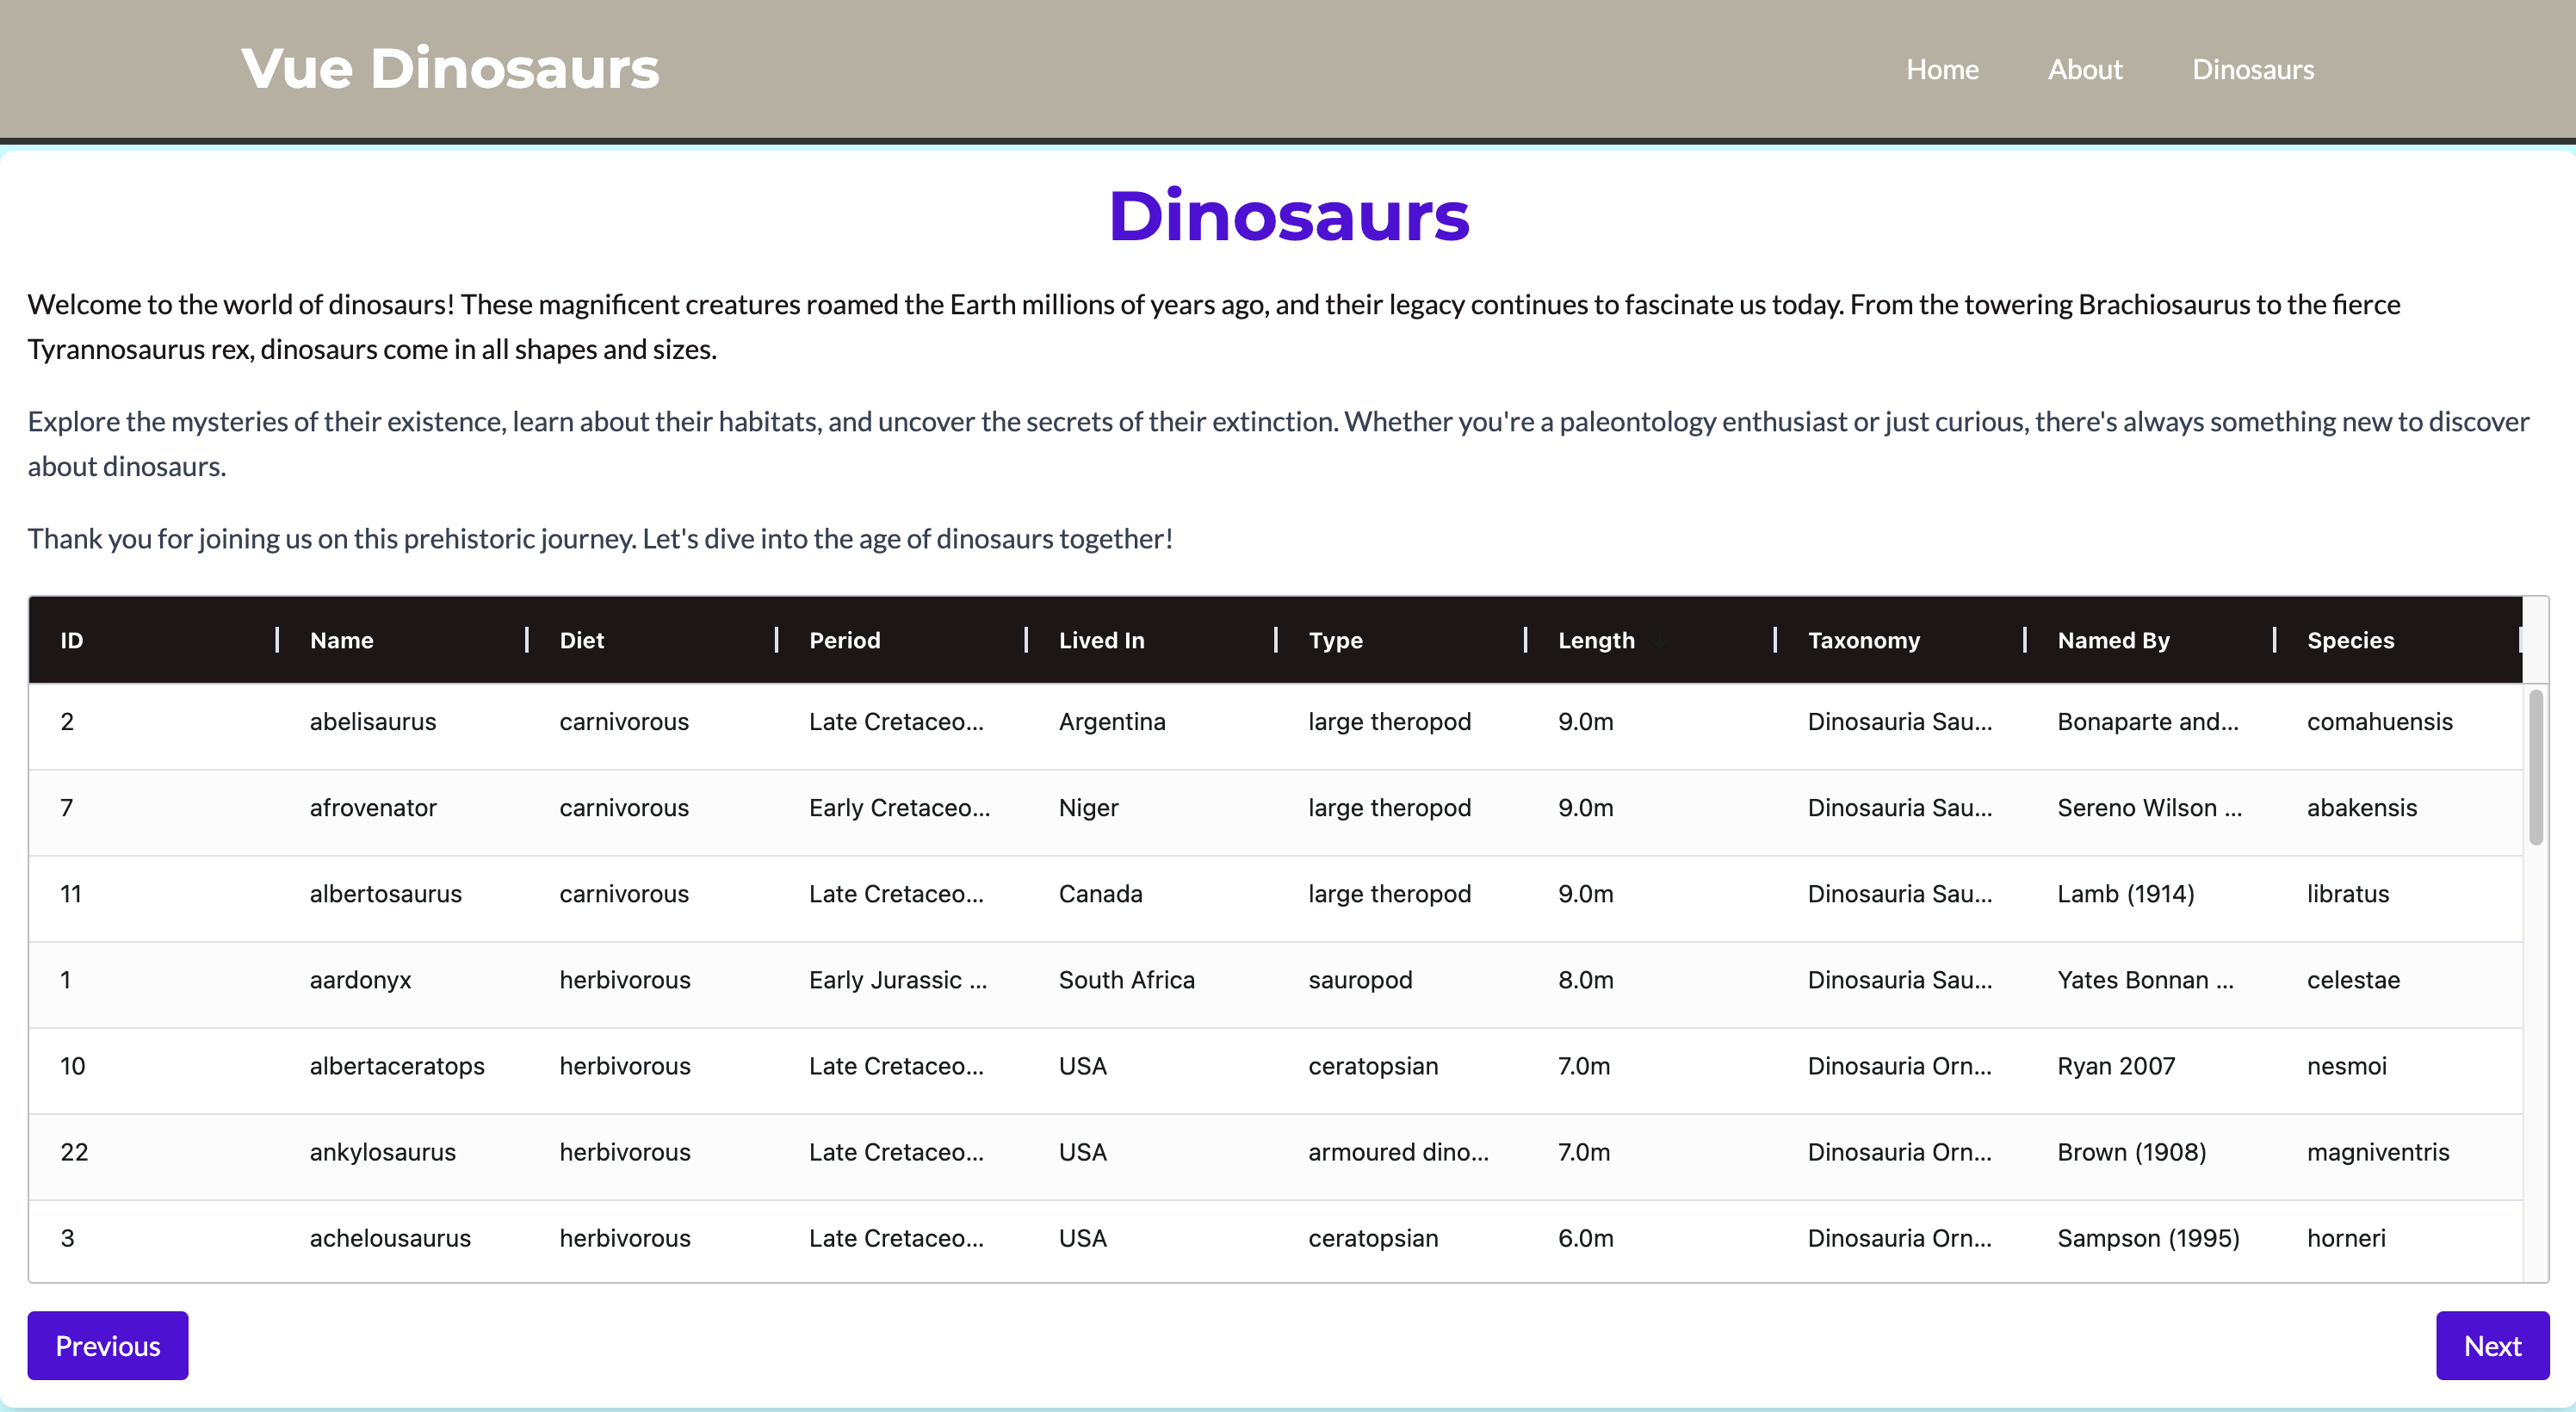 Vue Dinosaurs
Home About Dinosaurs
Dinosaurs
Welcome to the world of dinosaurs! These magnificent creatures roamed the Earth millions of years ago, and their legacy continues to fascinate us today. From the towering Brachiosaurus to the fierce
Tyrannosaurus rex, dinosaurs come in all shapes and sizes.
Explore the mysteries of their existence, learn about their habitats, and uncover the secrets of their extinction. Whether you're a paleontology enthusiast or just curious, there's always something new to discover
about dinosaurs.
Thank you for joining us on this prehistoric journey. Let's dive into the age of dinosaurs together!
ID Name Diet Period Lived In Type Length Taxonomy Named By Species
2 abelisaurus carnivorous Late Cretaceo... Argentina large theropod 9.0m Dinosauria Sau... Bonaparte and... comahuensis
7 afrovenator carnivorous Early Cretaceo... Niger large theropod 9.0m Dinosauria Sau... Sereno Wilson ... abakensis
11 albertosaurus carnivorous Late Cretaceo... Canada large theropod 9.0m Dinosauria Sau... Lamb (1914) libratus
1 aardonyx herbivorous Early Jurassic ... South Africa sauropod 8.0m Dinosauria Sau... Yates Bonnan ... celestae
10 albertaceratops herbivorous Late Cretaceo... USA ceratopsian 7.0m Dinosauria Orn... Ryan 2007 nesmoi
22 ankylosaurus herbivorous Late Cretaceo... USA armoured dino... 7.0m Dinosauria Orn... Brown (1908) magniventris
3 achelousaurus herbivorous Late Cretaceo... USA ceratopsian 6.0m Dinosauria Orn... Sampson (1995) horneri
Previous Next